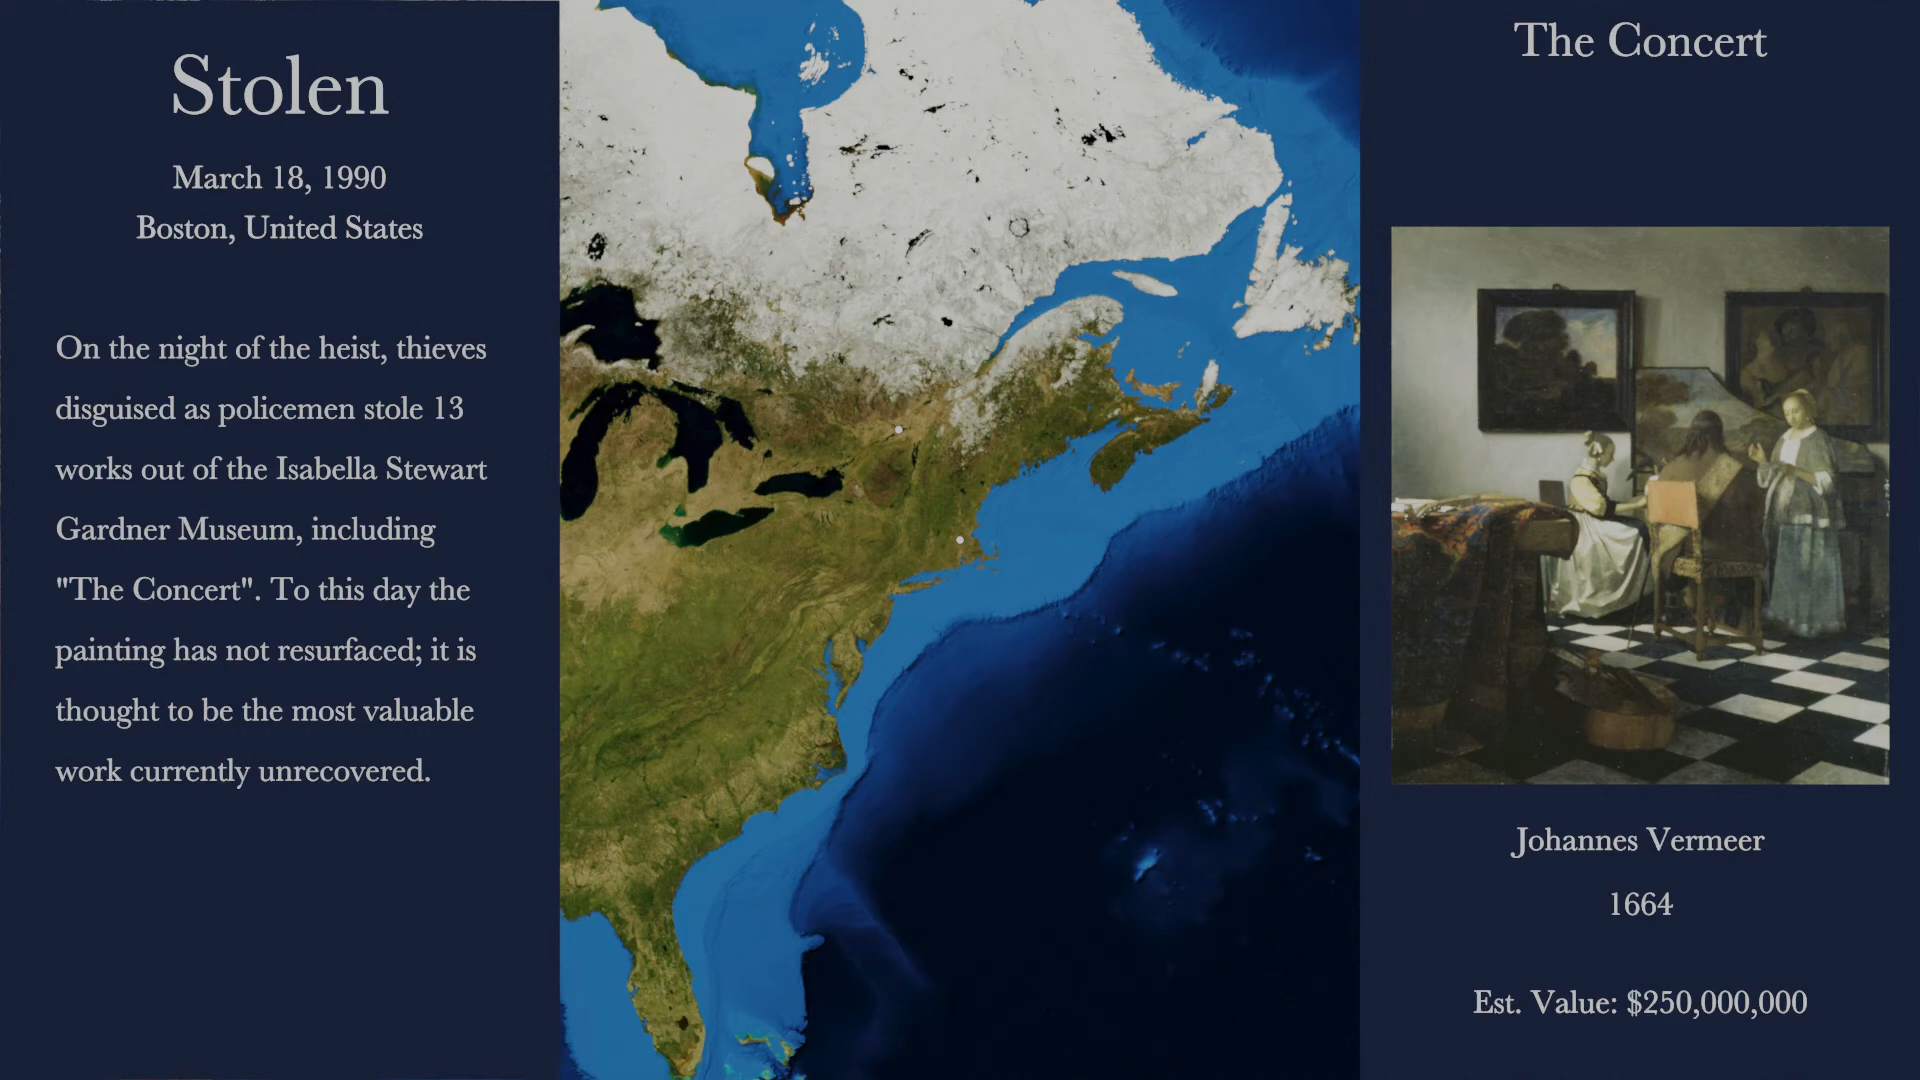 Stolen
March 18, 1990
Boston, United States
On the night of the heist, thieves
disguised as policemen stole 13
works out of the Isabella Stewart
Gardner Museum, including
"The Concert". To this day the
painting has not resurfaced; it is
thought to be the most valuable
work currently unrecovered.
The Concert
Johannes Vermeer
1664
Est. Value: $250,000,000